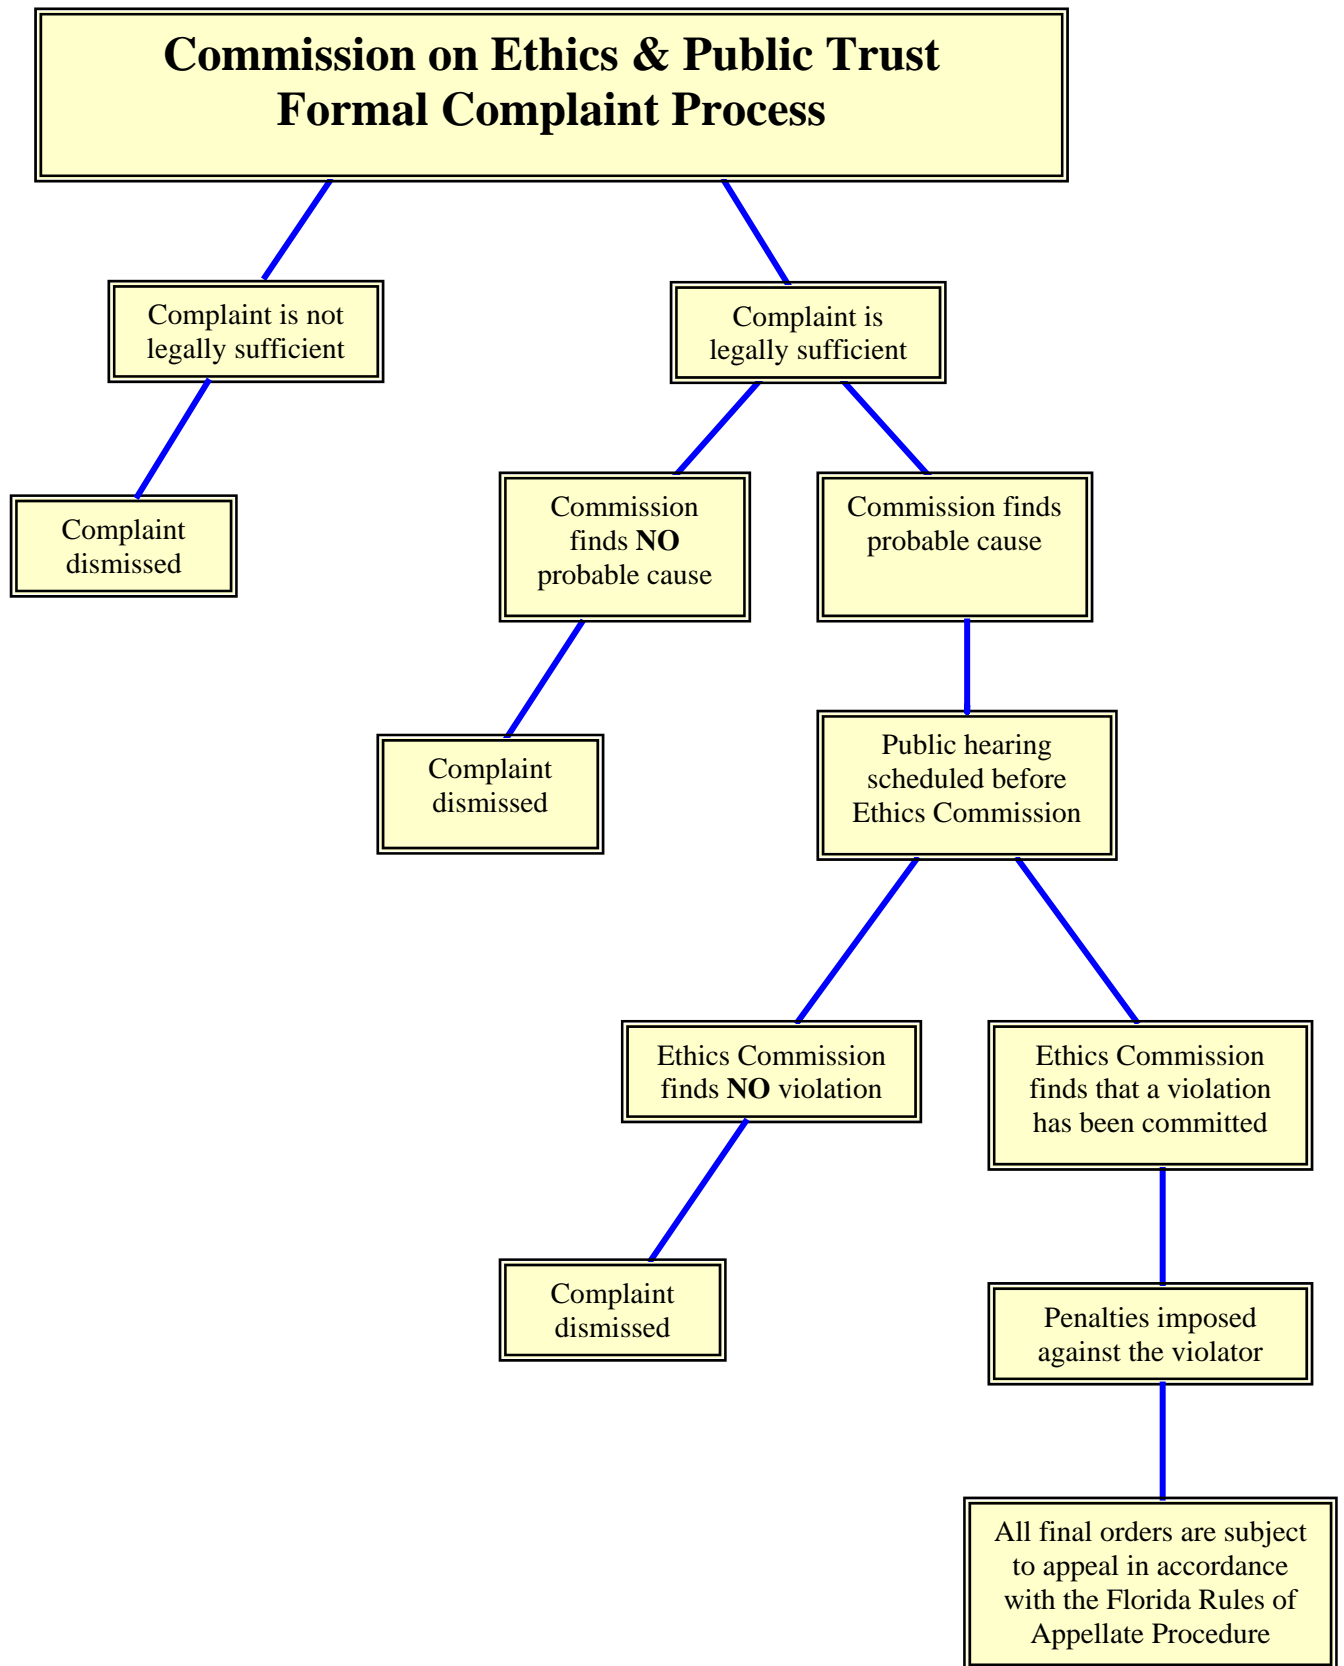 Commission on Ethics & Public Trust
Formal Complaint Process
Complaint is not
legally sufficient
Complaint is
legally sufficient
Complaint
dismissed
Commission
finds NO
probable cause
Commission finds
probable cause
Complaint
dismissed
Public hearing
scheduled before
Ethics Commission
Ethics Commission
finds NO violation
Ethics Commission
finds that a violation
has been committed
Complaint
dismissed
Penalties imposed
against the violator
All final orders are subject
to appeal in accordance
with the Florida Rules of
Appellate Procedure